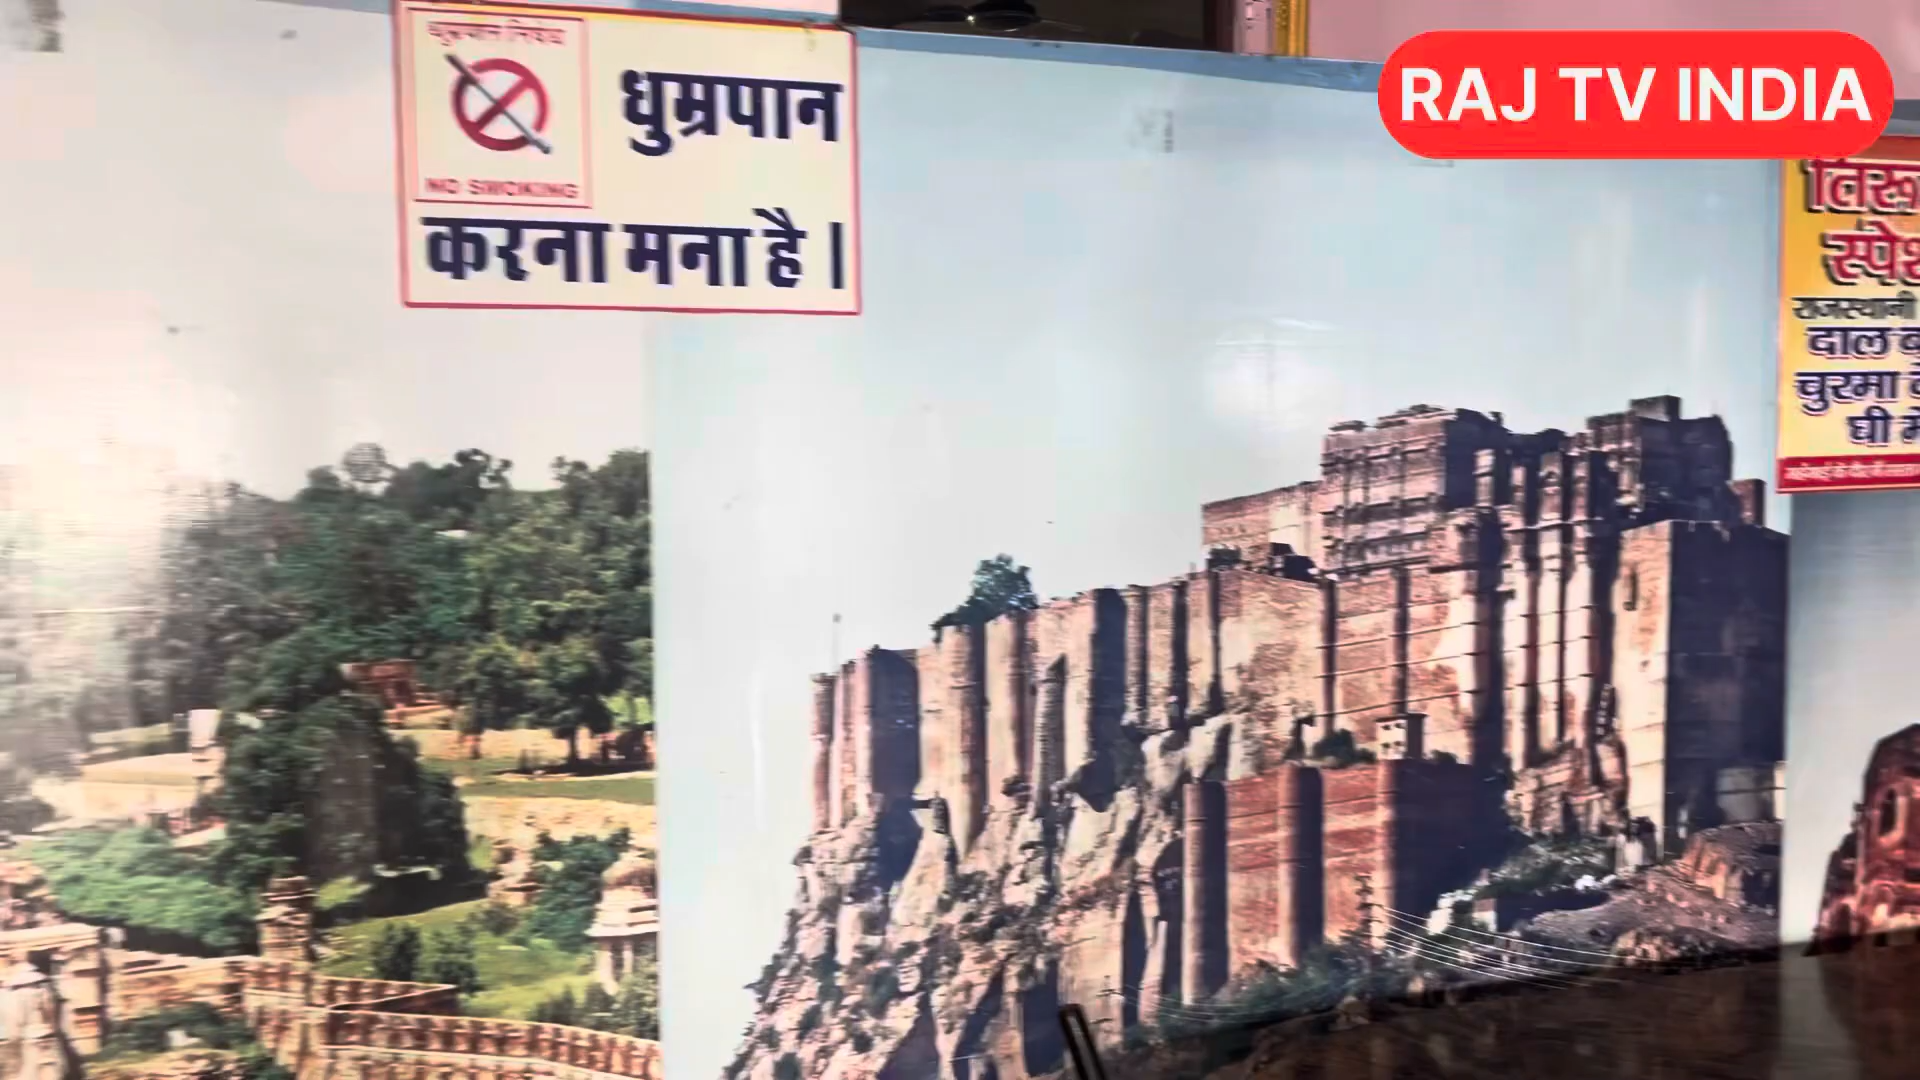 धुम्रपान निषेध
NO SMOKING
धुम्रपान
करना मना है।
RAJ TV INDIA
स्पेश
राजस्थानी
दाल
चुरमा
घी